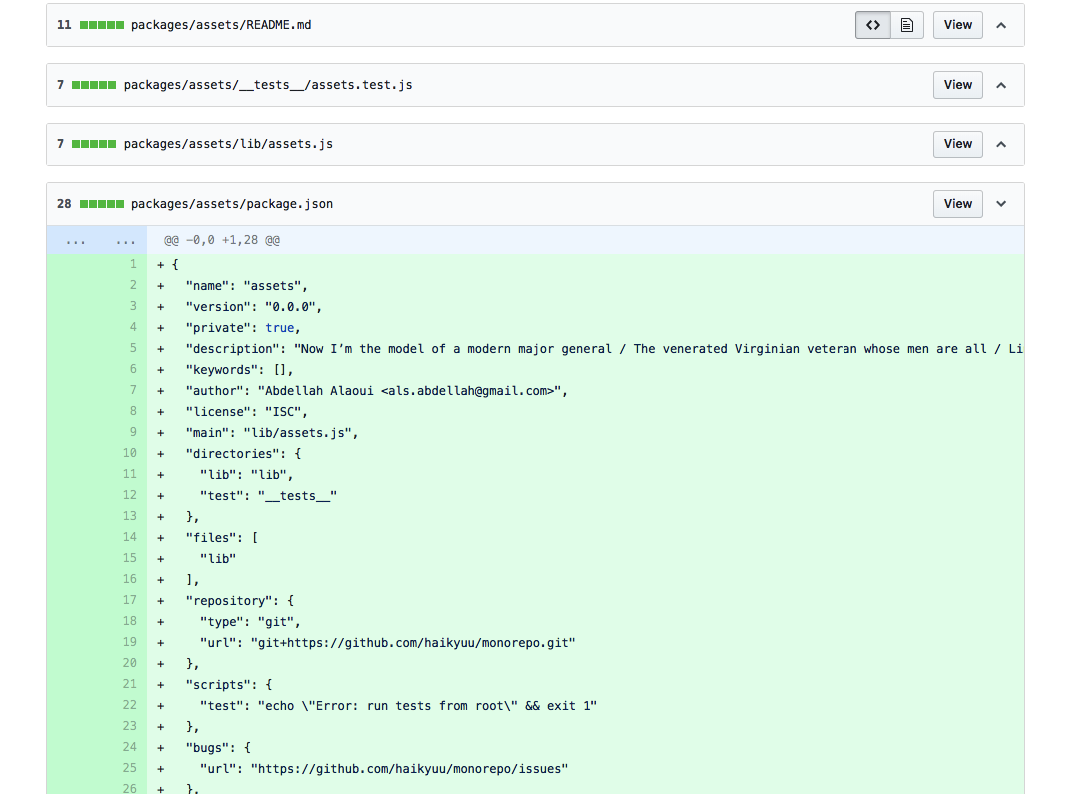 11 packages/assets/README.md <> View
7 packages/assets/__tests__/assets.test.js View
7 packages/assets/lib/assets.js View
28 packages/assets/package.json View
... ... @@ -0,0 +1,28 @@
1 + {
2 + "name": "assets",
3 + "version": "0.0.0",
4 + "private": true,
5 + "description": "Now I’m the model of a modern major general / The venerated Virginian veteran whose men are all / Li
6 + "keywords": [],
7 + "author": "Abdellah Alaoui <als.abdellah@gmail.com>",
8 + "license": "ISC",
9 + "main": "lib/assets.js",
10 + "directories": {
11 + "lib": "lib",
12 + "test": "__tests__"
13 + },
14 + "files": [
15 + "lib"
16 + ],
17 + "repository": {
18 + "type": "git",
19 + "url": "git+https://github.com/haikyuu/monorepo.git"
20 + },
21 + "scripts": {
22 + "test": "echo \"Error: run tests from root\" && exit 1"
23 + },
24 + "bugs": {
25 + "url": "https://github.com/haikyuu/monorepo/issues"
26 + },